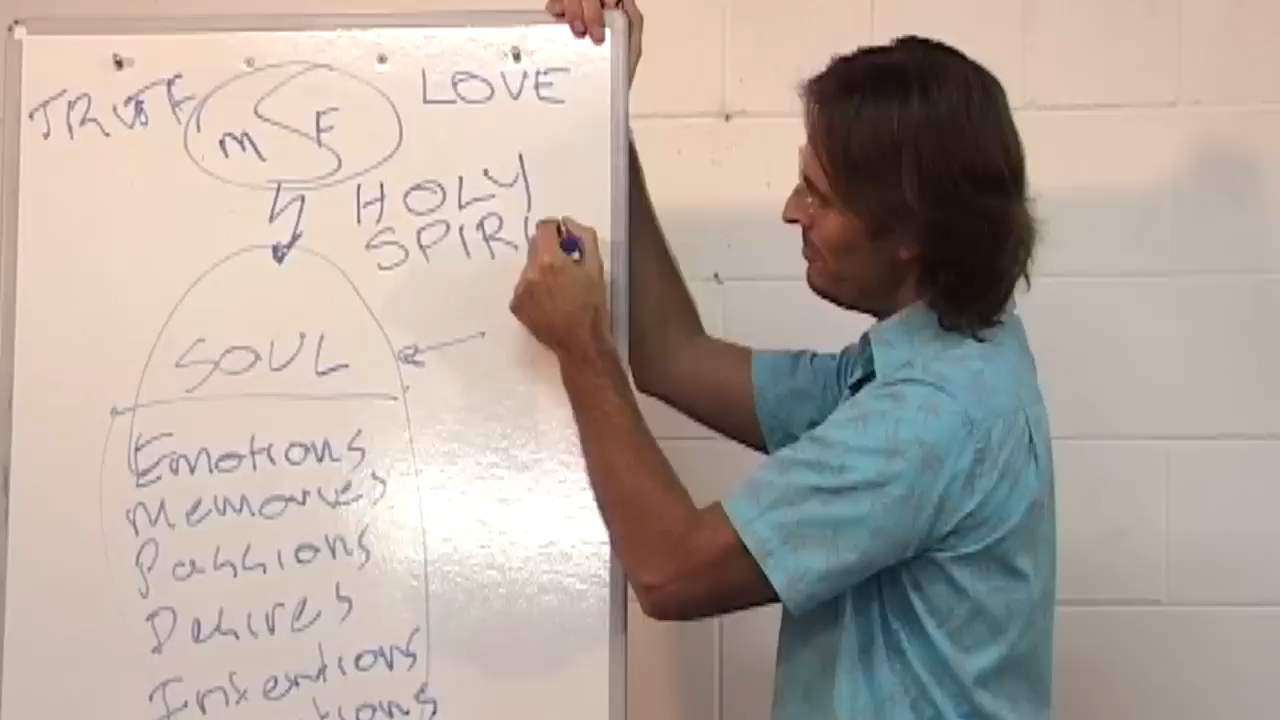 TRUTH
LOVE
M F
HOLY
SPIRI
SOUL
Emotions
Memories
Passions
Desires
Intentions